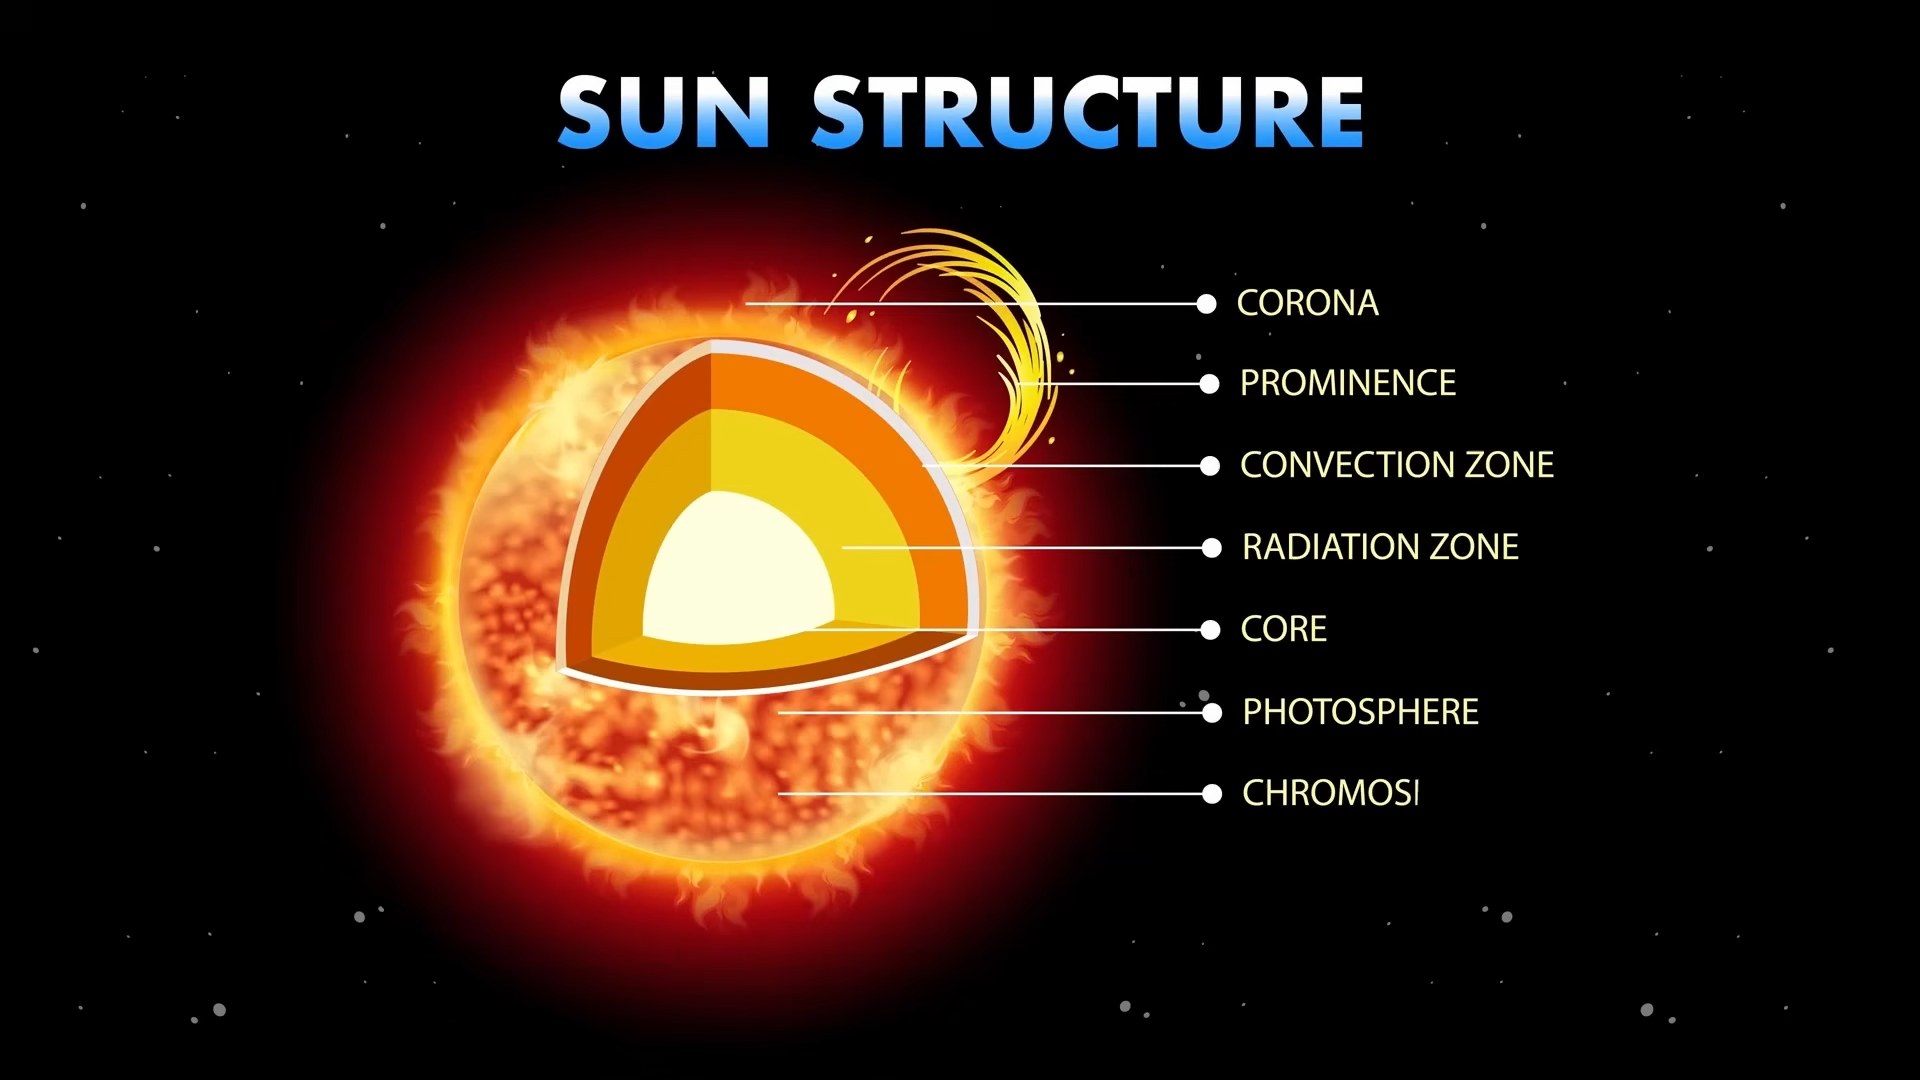 SUN STRUCTURE
CORONA
PROMINENCE
CONVECTION ZONE
RADIATION ZONE
CORE
PHOTOSPHERE
CHROMOS